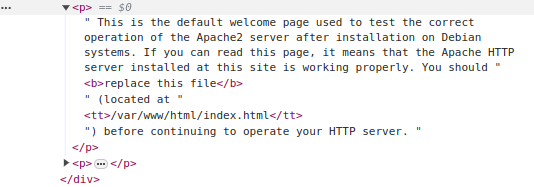 ••• ▼<p> == $0
" This is the default welcome page used to test the correct
operation of the Apache2 server after installation on Debian
systems. If you can read this page, it means that the Apache HTTP
server installed at this site is working properly. You should "
<b>replace this file</b>
" (located at "
<tt>/var/www/html/index.html</tt>
") before continuing to operate your HTTP server. "
</p>
▶<p>•••</p>
</div>